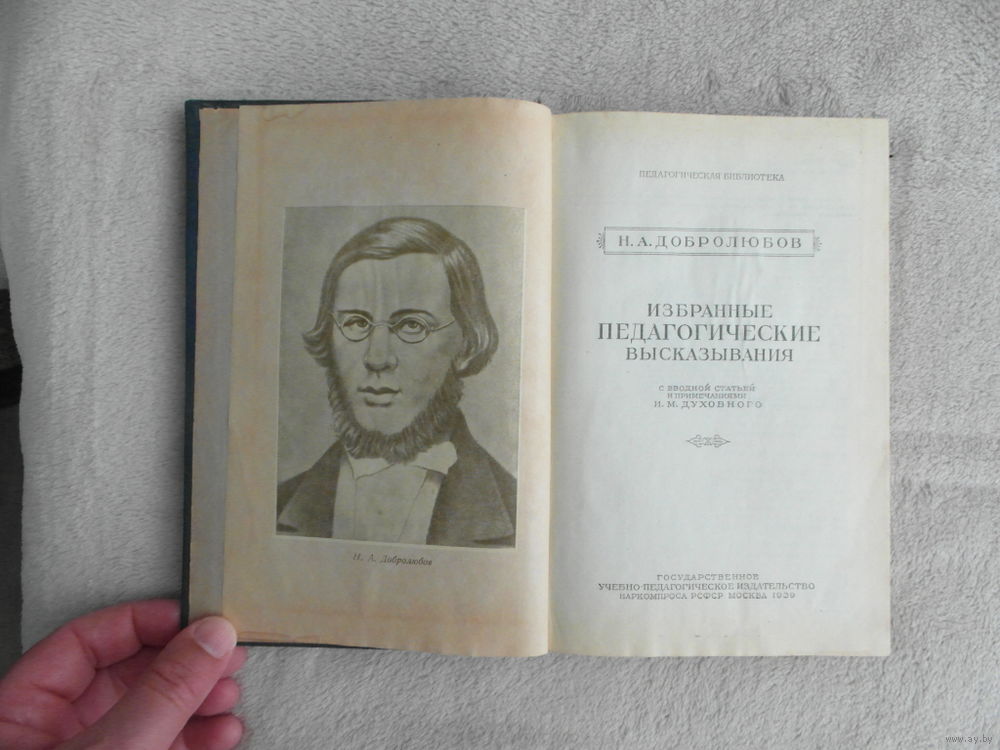 Н. А. Добролюбов
ПЕДАГОГИЧЕСКАЯ БИБЛИОТЕКА
Н. А. ДОБРОЛЮБОВ
ИЗБРАННЫЕ
ПЕДАГОГИЧЕСКИЕ
ВЫСКАЗЫВАНИЯ
С ВВОДНОЙ СТАТЬЕЙ
И ПРИМЕЧАНИЯМИ
И. М. ДУХОВНОГО
ГОСУДАРСТВЕННОЕ
УЧЕБНО-ПЕДАГОГИЧЕСКОЕ ИЗДАТЕЛЬСТВО
НАРКОМПРОСА РСФСР МОСКВА 1939
www.ay.by